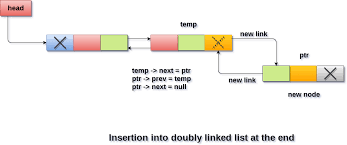 head
temp
new link
ptr
temp -> next = ptr
ptr -> prev = temp
ptr -> next = null
new link
new node
Insertion into doubly linked list at the end